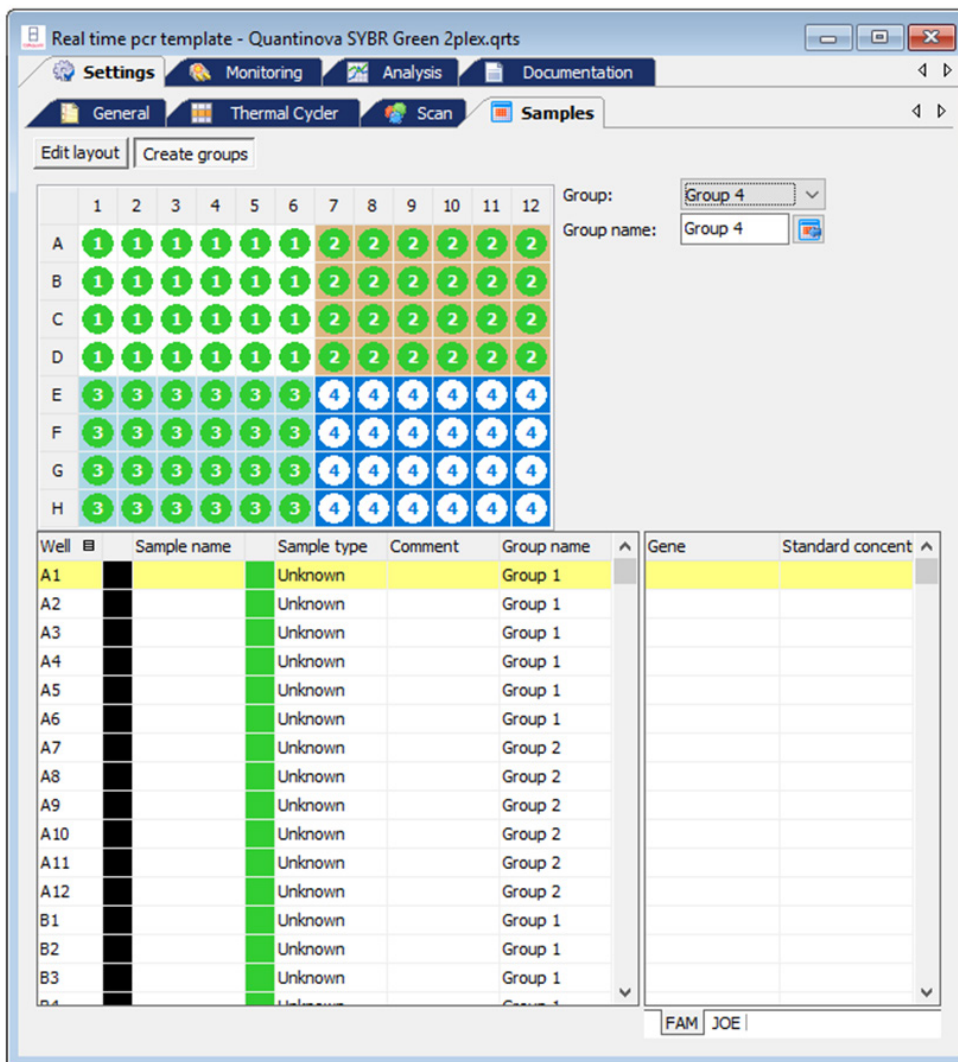 Real time pcr template - Quantinova SYBR Green 2plex.qrts
Settings Monitoring Analysis Documentation
General Thermal Cycler Scan Samples
Edit layout Create groups
Group: Group 4
Group name: Group 4
1 2 3 4 5 6 7 8 9 10 11 12
A 1 1 1 1 1 1 2 2 2 2 2 2
B 1 1 1 1 1 1 2 2 2 2 2 2
C 1 1 1 1 1 1 2 2 2 2 2 2
D 1 1 1 1 1 1 2 2 2 2 2 2
E 3 3 3 3 3 3 4 4 4 4 4 4
F 3 3 3 3 3 3 4 4 4 4 4 4
G 3 3 3 3 3 3 4 4 4 4 4 4
H 3 3 3 3 3 3 4 4 4 4 4 4
Well Sample name Sample type Comment Group name Gene Standard concent
A1 Unknown Group 1
A2 Unknown Group 1
A3 Unknown Group 1
A4 Unknown Group 1
A5 Unknown Group 1
A6 Unknown Group 1
A7 Unknown Group 2
A8 Unknown Group 2
A9 Unknown Group 2
A10 Unknown Group 2
A11 Unknown Group 2
A12 Unknown Group 2
B1 Unknown Group 1
B2 Unknown Group 1
B3 Unknown Group 1
FAM JOE